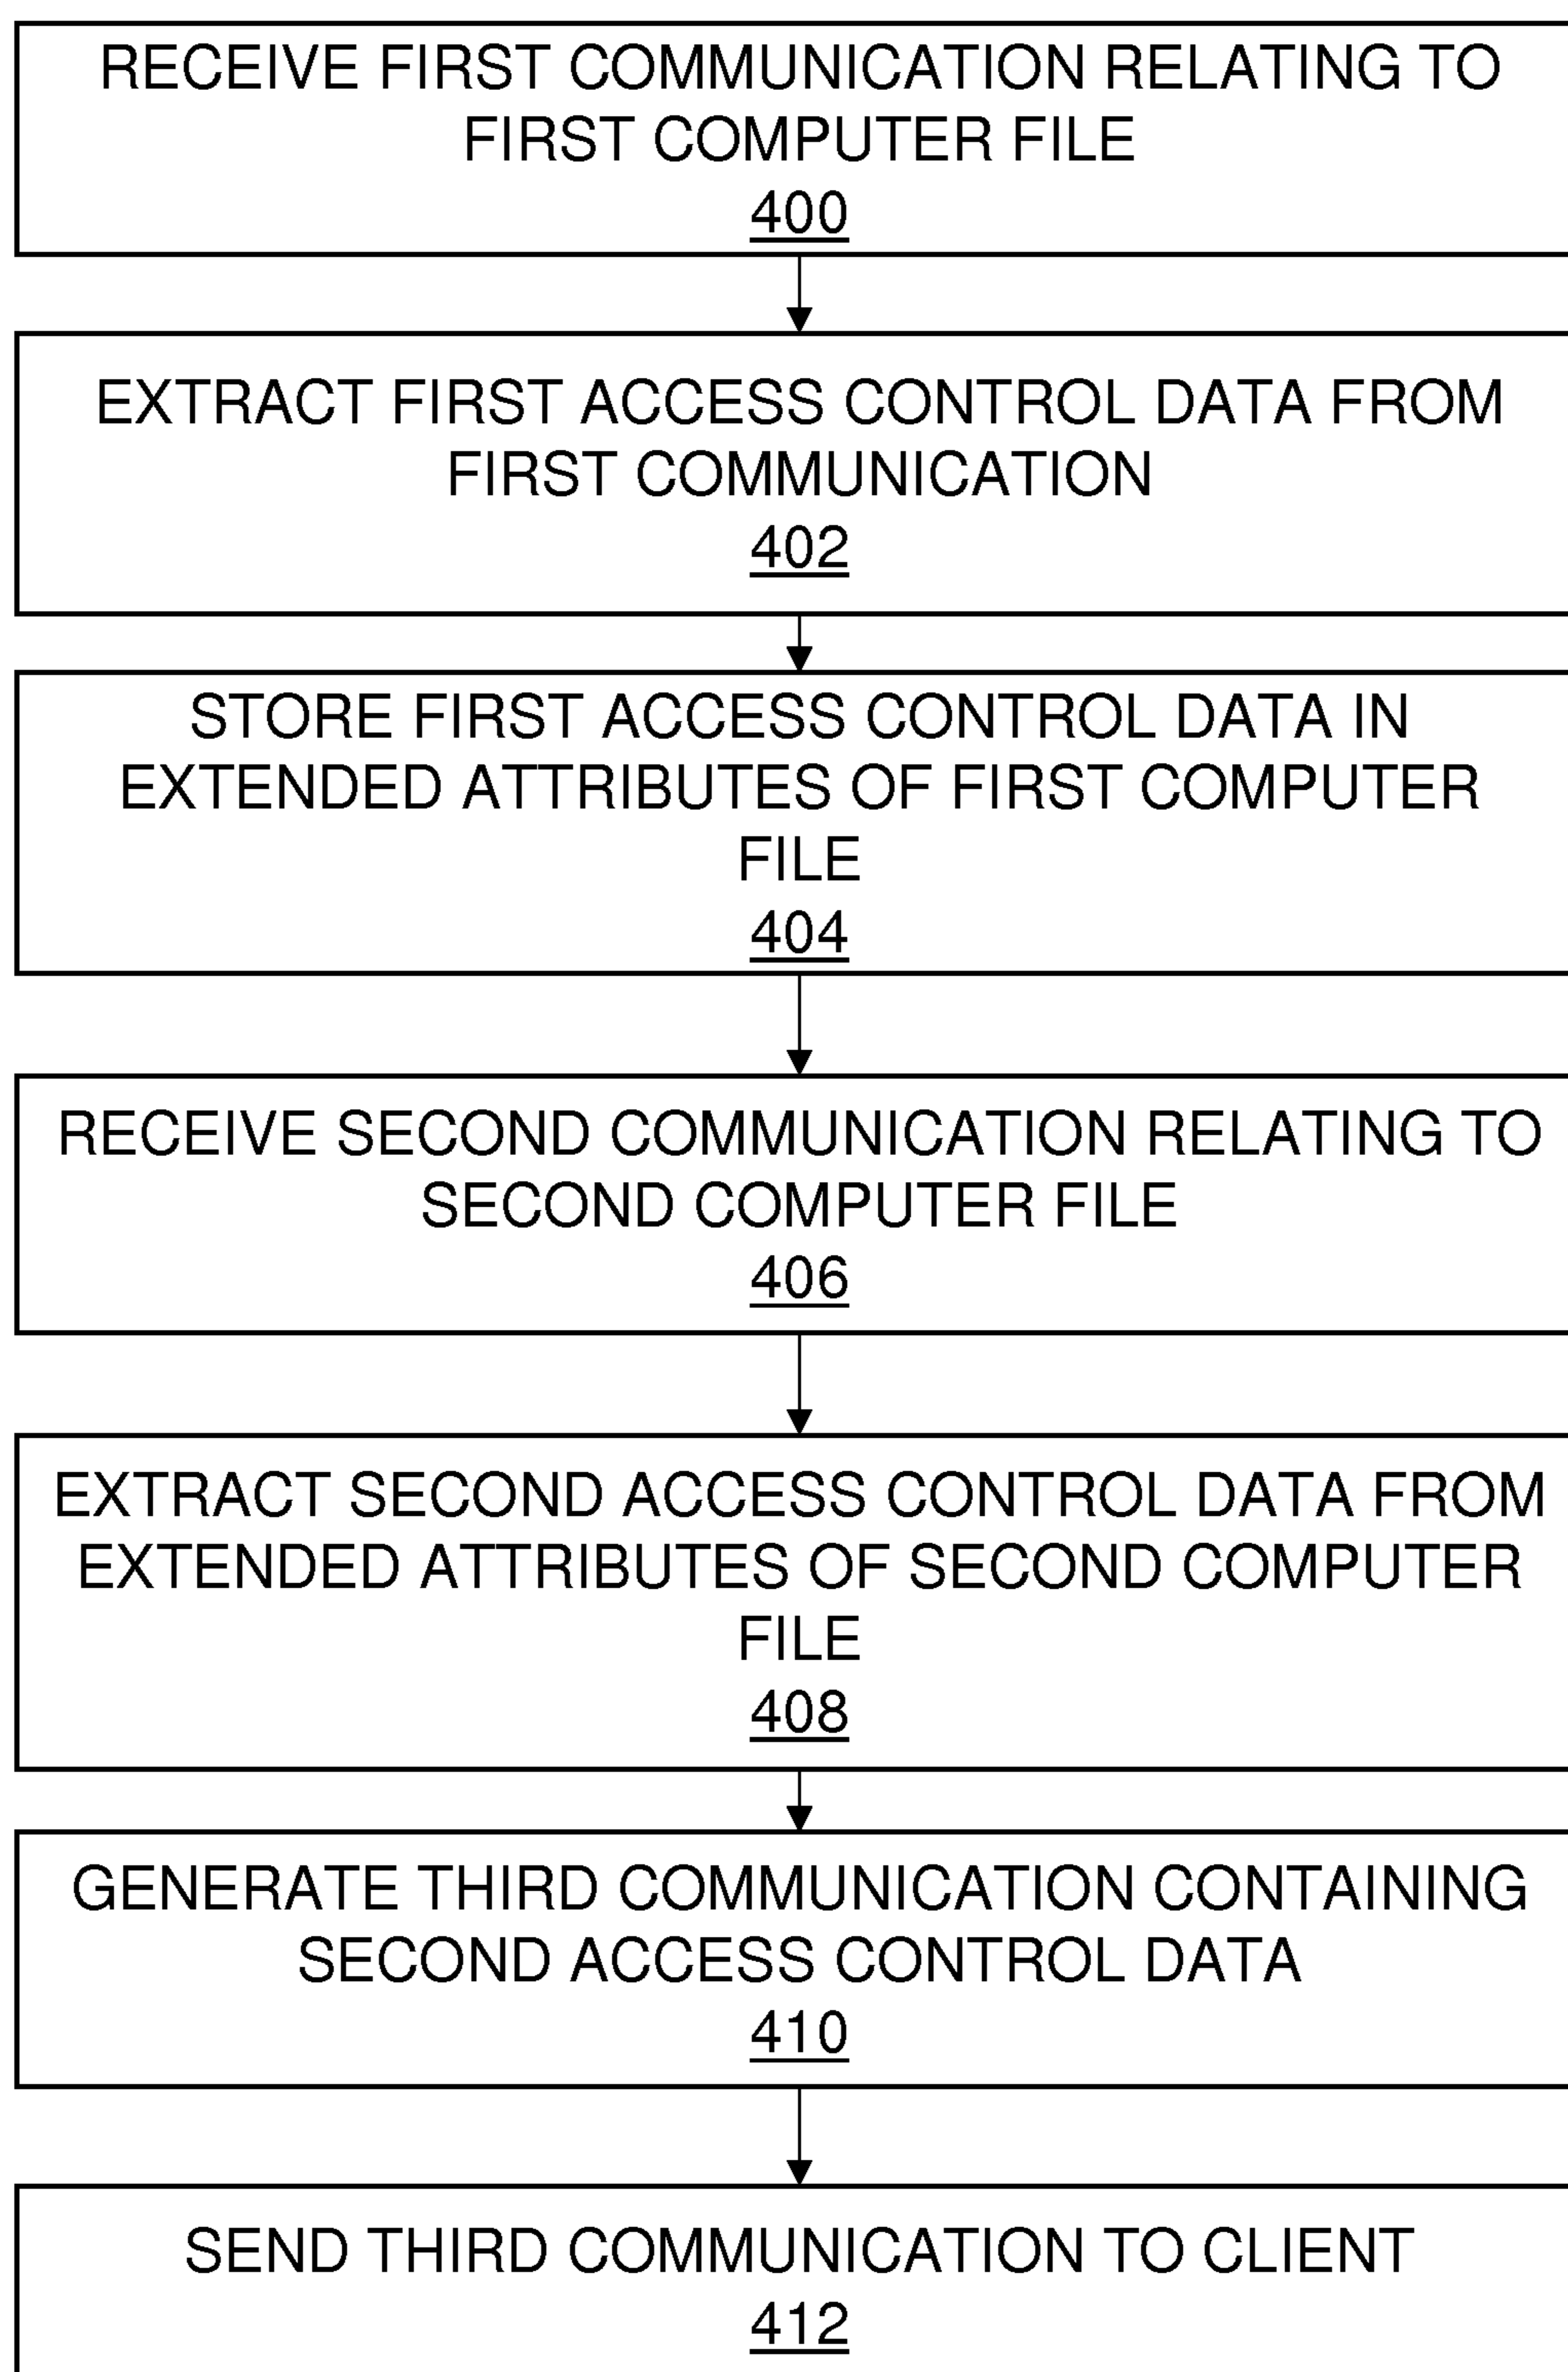 RECEIVE FIRST COMMUNICATION RELATING TO
FIRST COMPUTER FILE
400
EXTRACT FIRST ACCESS CONTROL DATA FROM
FIRST COMMUNICATION
402
STORE FIRST ACCESS CONTROL DATA IN
EXTENDED ATTRIBUTES OF FIRST COMPUTER
FILE
404
RECEIVE SECOND COMMUNICATION RELATING TO
SECOND COMPUTER FILE
406
EXTRACT SECOND ACCESS CONTROL DATA FROM
EXTENDED ATTRIBUTES OF SECOND COMPUTER
FILE
408
GENERATE THIRD COMMUNICATION CONTAINING
SECOND ACCESS CONTROL DATA
410
SEND THIRD COMMUNICATION TO CLIENT
412